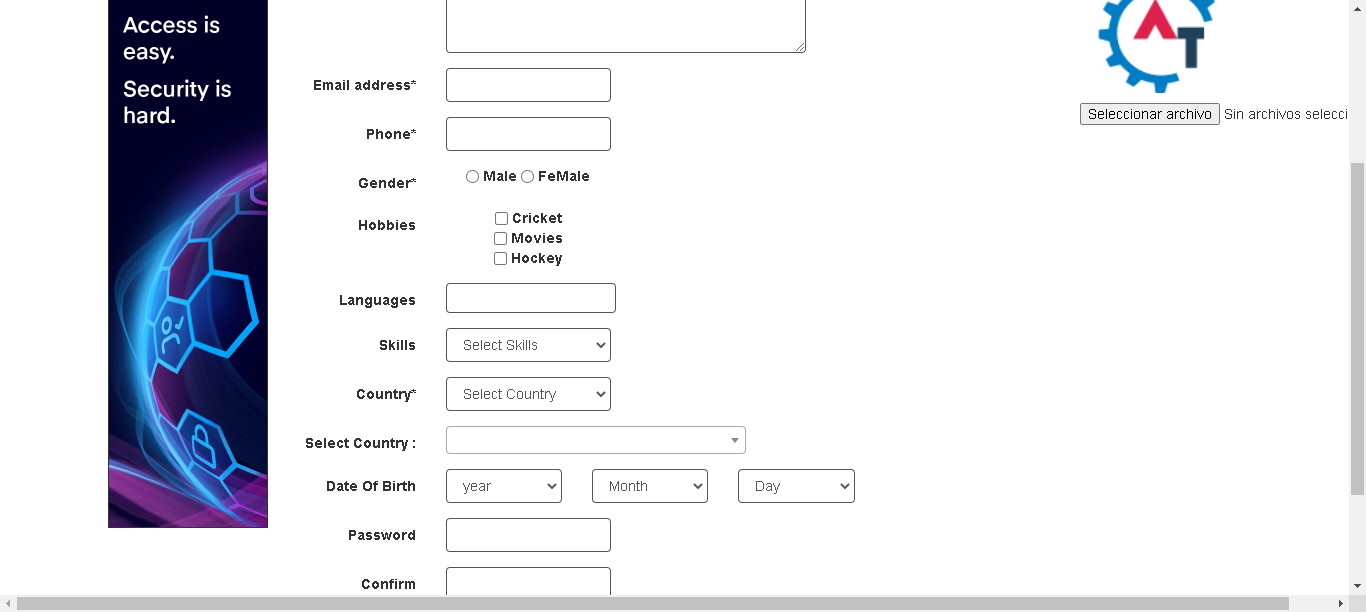 Access is
easy.
Security is
hard.
AT
Seleccionar archivo Sin archivos selecci
Email address*
Phone*
Gender* Male FeMale
Hobbies
Cricket
Movies
Hockey
Languages
Skills Select Skills
Country* Select Country
Select Country :
Date Of Birth year Month Day
Password
Confirm